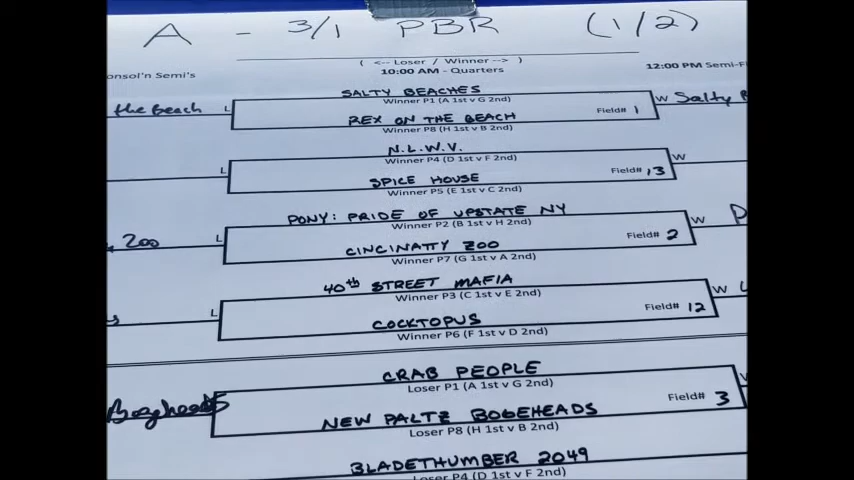 A - 3/1 PBR (1/2)
( <-- Loser / Winner --> )
onsol'n Semi's 10:00 AM - Quarters 12:00 PM Semi-F
SALTY BEACHES
the Beach L Winner P1 (A 1st v G 2nd) W Salty
REX ON THE BEACH Field# 1
Winner P8 (H 1st v B 2nd)
N.L.W.V.
L Winner P4 (D 1st v F 2nd) W
SPICE HOUSE Field# 13
Winner P5 (E 1st v C 2nd)
PONY: PRIDE OF UPSTATE NY
Zoo L Winner P2 (B 1st v H 2nd) W P
CINCINATTY ZOO Field# 2
Winner P7 (G 1st v A 2nd)
40th STREET MAFIA
L Winner P3 (C 1st v E 2nd) W
COCKTOPUS Field# 12
Winner P6 (F 1st v D 2nd)
CRAB PEOPLE
Bogeheads Loser P1 (A 1st v G 2nd)
NEW PALTZ BOGEHEADS Field# 3
Loser P8 (H 1st v B 2nd)
BLADETHUMBER 2049
Loser P4 (D 1st v F 2nd)